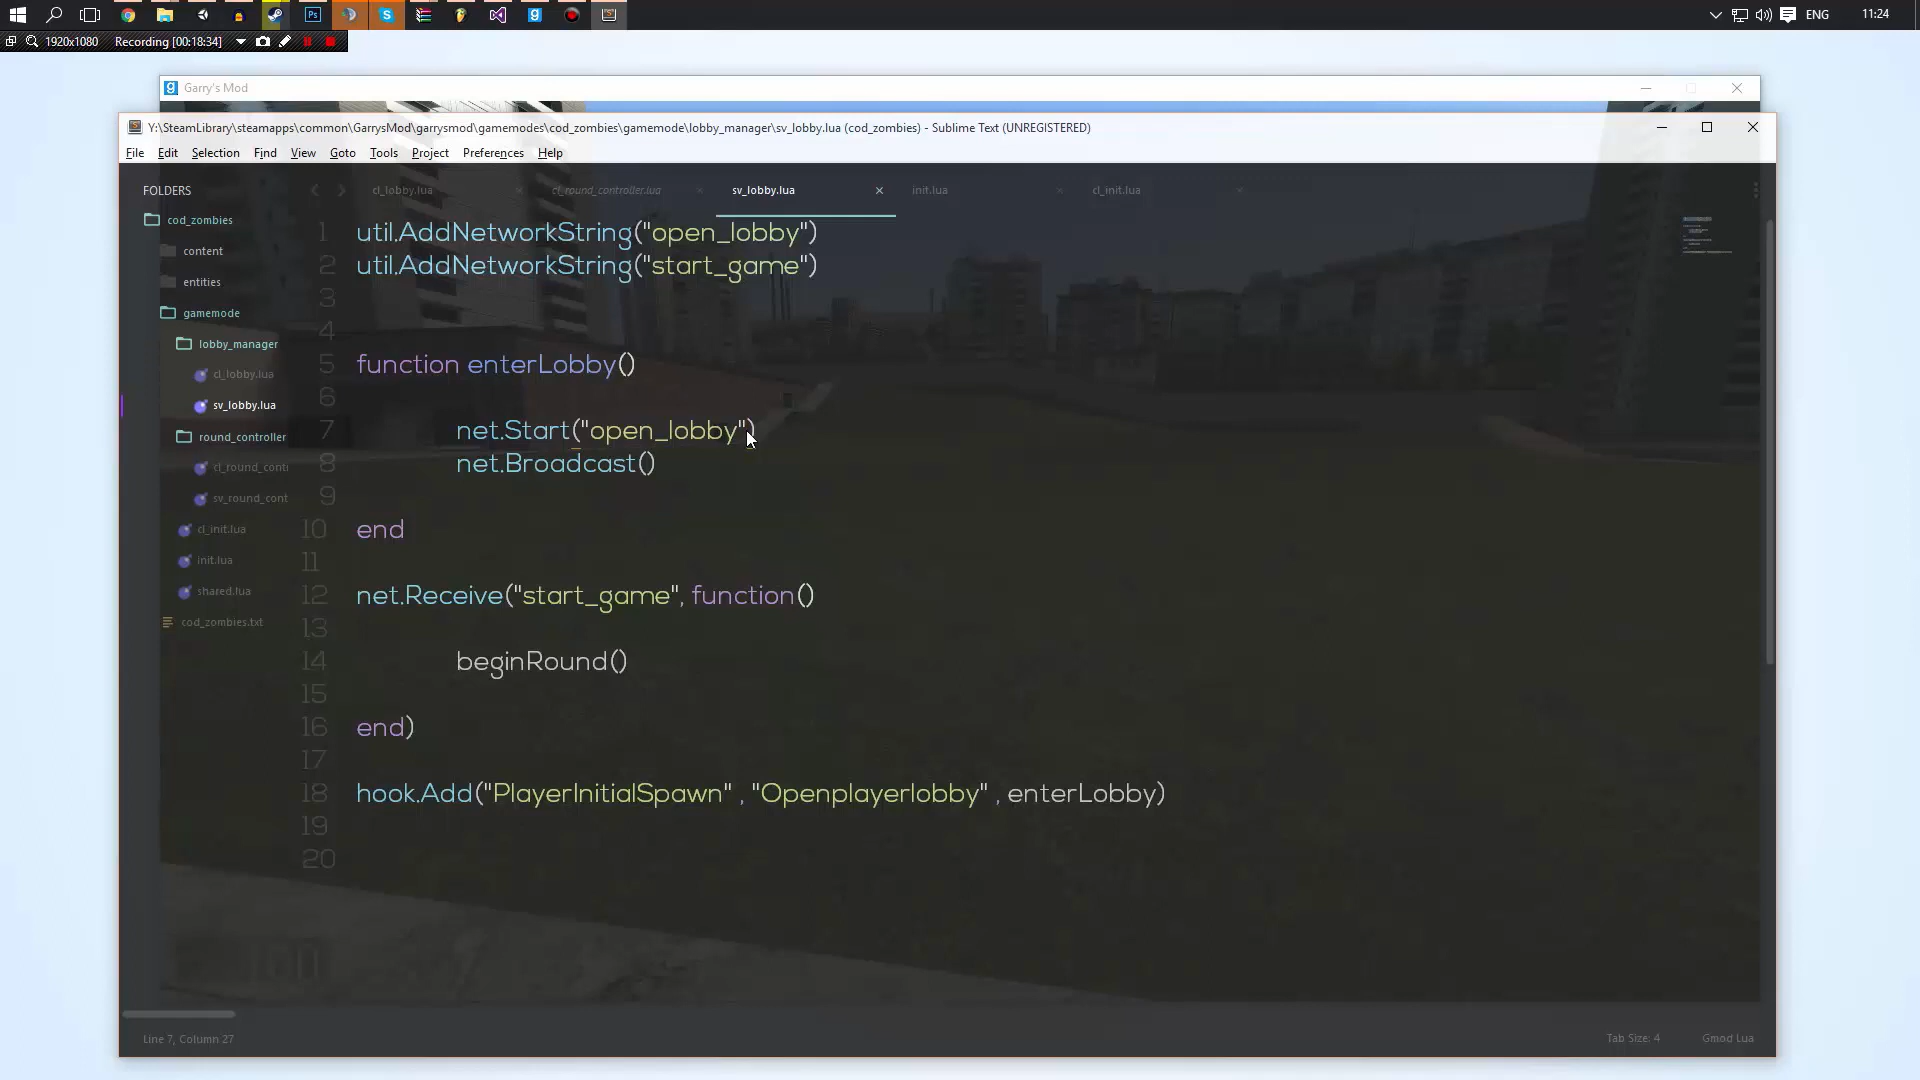 ENG
11:24
1920x1080
Recording [00:18:34]
Garry's Mod
Y:\SteamLibrary\steamapps\common\GarrysMod\garrysmod\gamemodes\cod_zombies\gamemode\lobby_manager\sv_lobby.lua (cod_zombies) - Sublime Text (UNREGISTERED)
File Edit Selection Find View Goto Tools Project Preferences Help
FOLDERS
cod_zombies
content
entities
gamemode
lobby_manager
cl_lobby.lua
sv_lobby.lua
round_controller
cl_round_conti
sv_round_cont
cl_init.lua
init.lua
shared.lua
cod_zombies.txt
cl_lobby.lua cl_round_controller.lua sv_lobby.lua init.lua cl_init.lua
1 util.AddNetworkString("open_lobby")
2 util.AddNetworkString("start_game")
3
4
5 function enterLobby()
6
7 net.Start("open_lobby")
8 net.Broadcast()
9
10 end
11
12 net.Receive("start_game", function()
13
14 beginRound()
15
16 end)
17
18 hook.Add("PlayerInitialSpawn" , "Openplayerlobby" , enterLobby)
19
20
Line 7, Column 27
Tab Size: 4
Gmod Lua